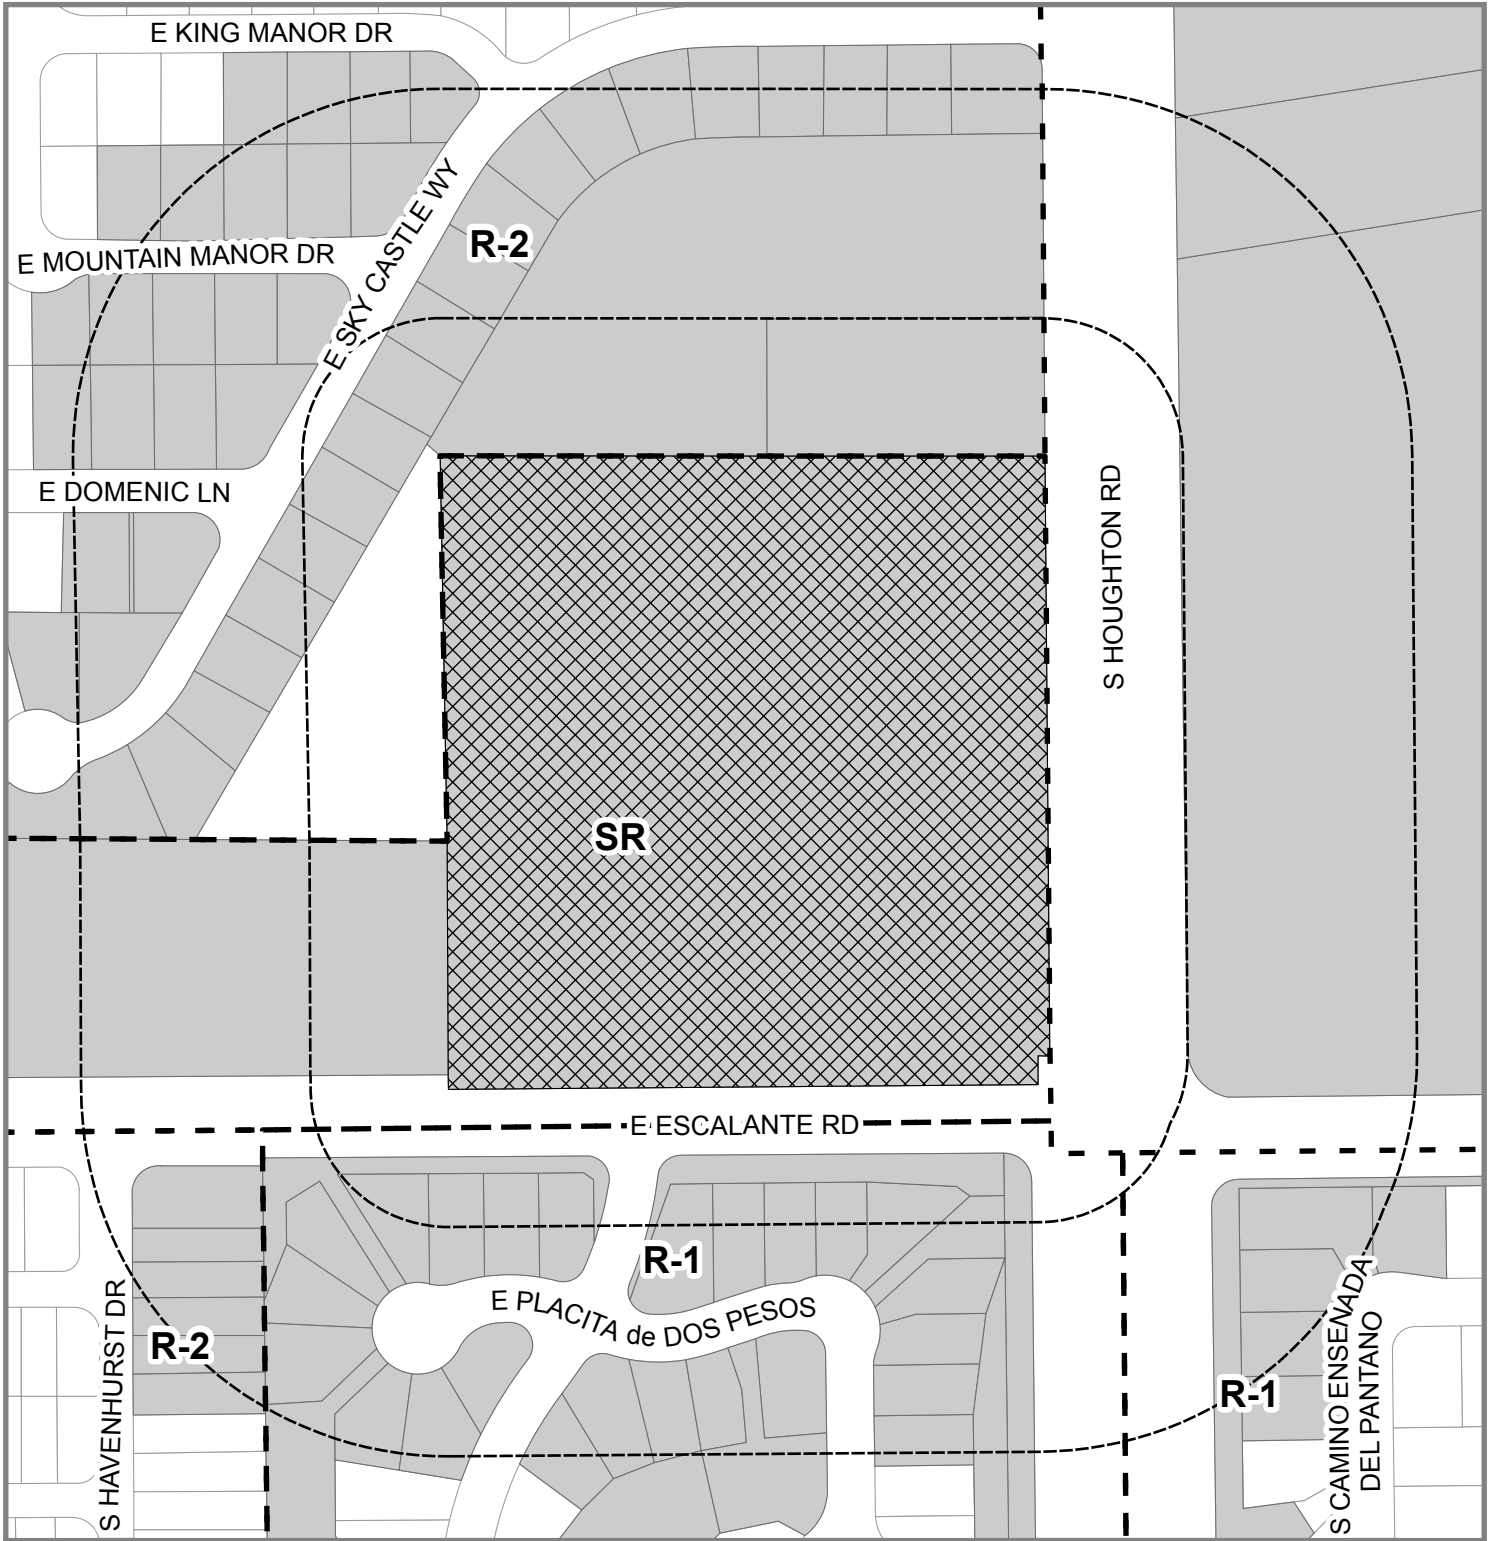 E KING MANOR DR
E SKY CASTLE WY
R-2
E MOUNTAIN MANOR DR
E DOMENIC LN
S HOUGHTON RD
SR
E ESCALANTE RD
R-1
E PLACITA de DOS PESOS
S HAVENHURST DR
R-2
R-1
S CAMINO ENSENADA
DEL PANTANO